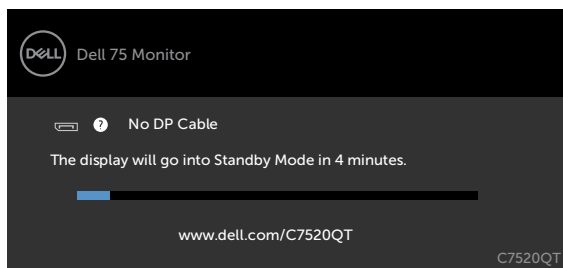 DELL
Dell 75 Monitor
? No DP Cable
The display will go into Standby Mode in 4 minutes.
www.dell.com/C7520QT
C7520QT